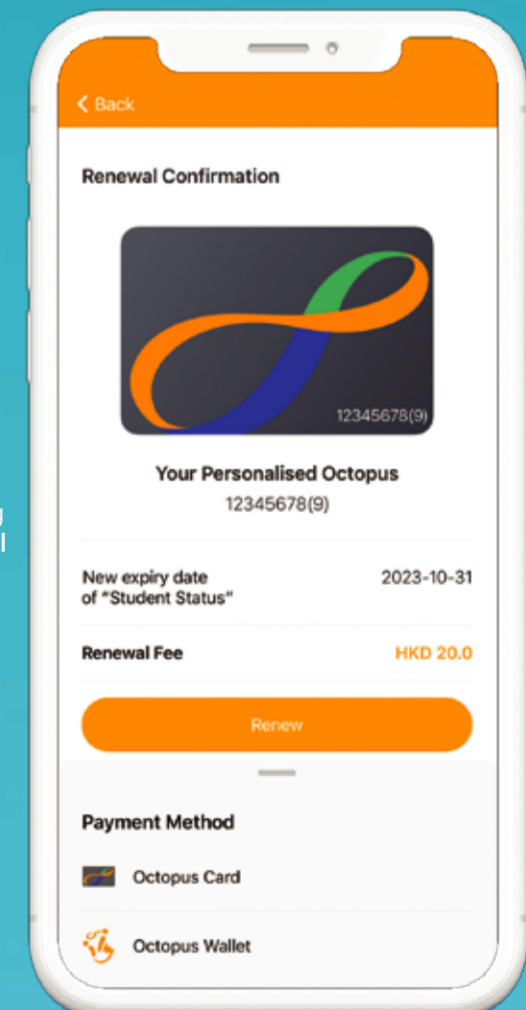 Back
Renewal Confirmation
12345678(9)
Your Personalised Octopus
12345678(9)
New expiry date 2023-10-31
of "Student Status"
Renewal Fee HKD 20.0
Renew
Payment Method
Octopus Card
Octopus Wallet